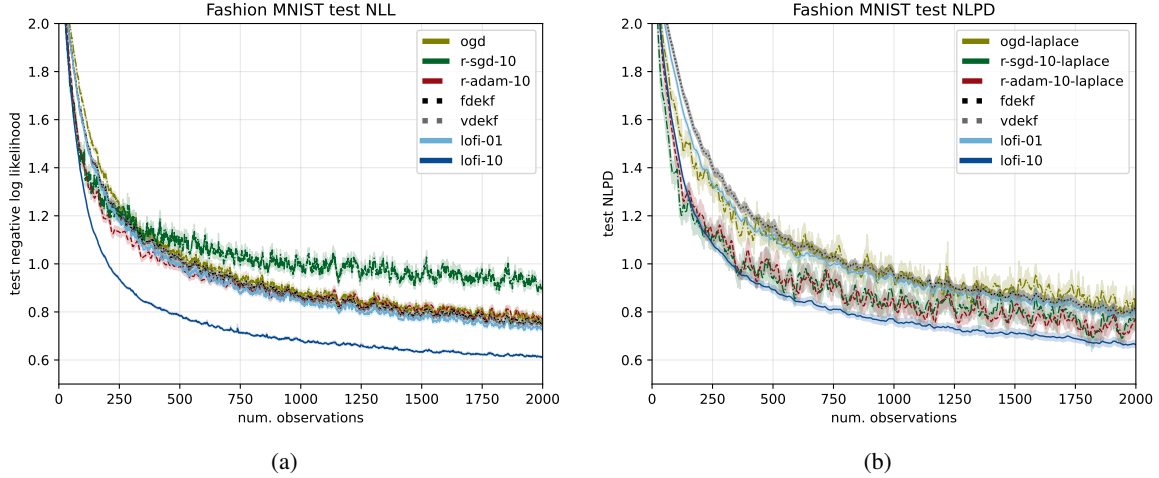 Fashion MNIST test NLL
2.0
1.8
1.6
1.4
1.2
1.0
0.8
0.6
test negative log likelihood
ogd
r-sgd-10
r-adam-10
fdekf
vdekf
lofi-01
lofi-10
0 250 500 750 1000 1250 1500 1750 2000
num. observations
(a)
Fashion MNIST test NLPD
2.0
1.8
1.6
1.4
1.2
1.0
0.8
0.6
test NLPD
ogd-laplace
r-sgd-10-laplace
r-adam-10-laplace
fdekf
vdekf
lofi-01
lofi-10
0 250 500 750 1000 1250 1500 1750 2000
num. observations
(b)